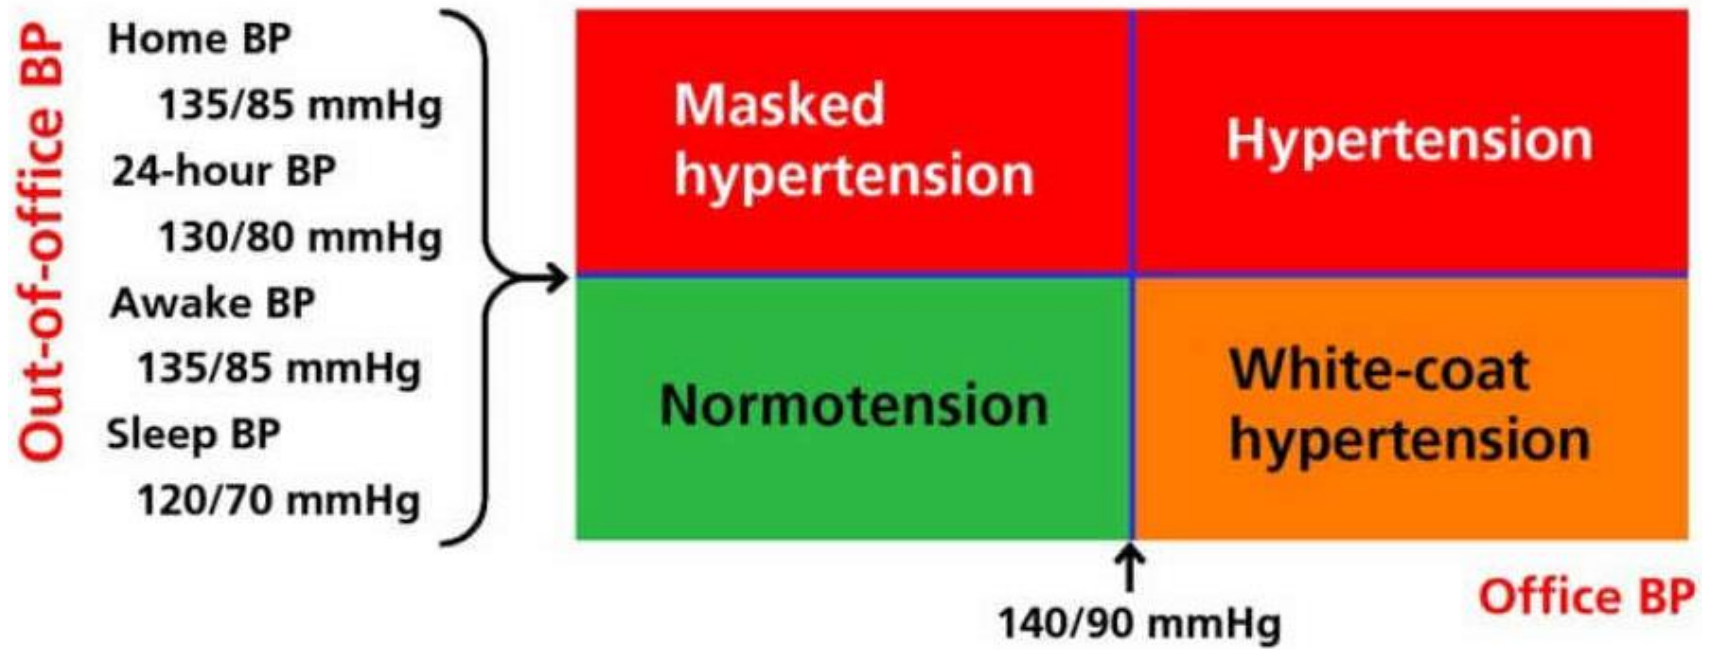 Out-of-office BP
Home BP
135/85 mmHg
24-hour BP
130/80 mmHg
Awake BP
135/85 mmHg
Sleep BP
120/70 mmHg
Masked
hypertension
Hypertension
Normotension
White-coat
hypertension
140/90 mmHg
Office BP